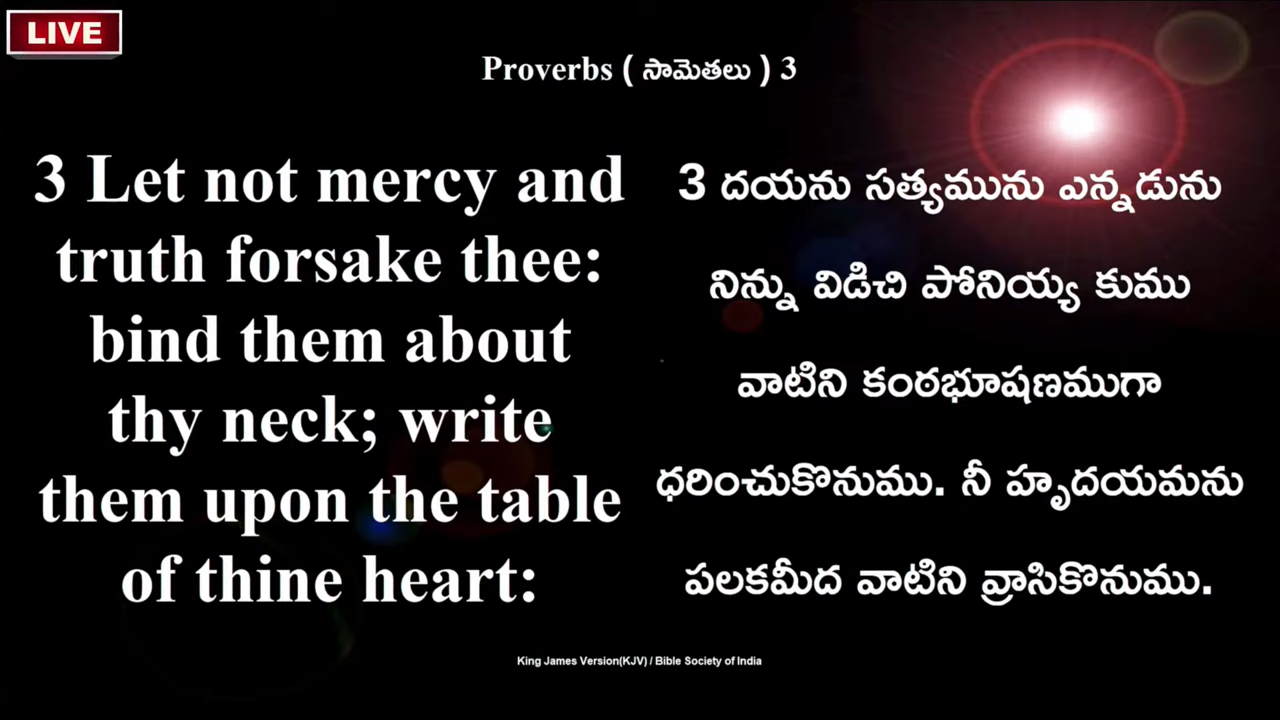 LIVE
Proverbs ( సామెతలు ) 3
3 Let not mercy and
truth forsake thee:
bind them about
thy neck; write
them upon the table
of thine heart:
3 దయను సత్యమును ఎన్నడును
నిన్ను విడిచి పోనియ్య కుము
వాటిని కంఠభూషణముగా
ధరించుకొనుము. నీ హృదయమను
పలకమీద వాటిని వ్రాసికొనుము.
King James Version(KJV) / Bible Society of India